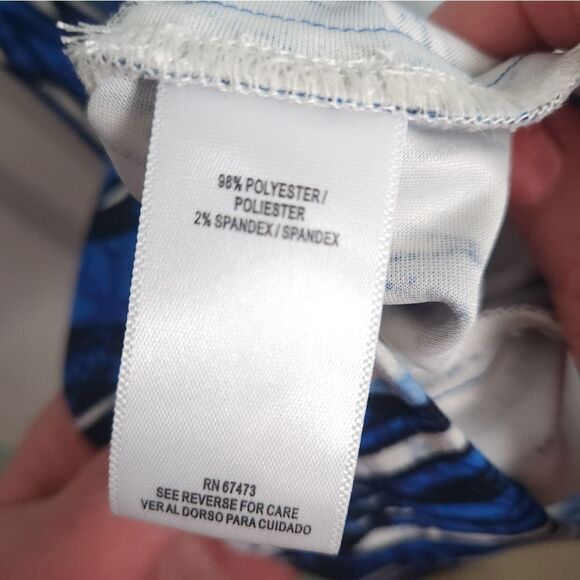 98% POLYESTER/
POLIESTER
2% SPANDEX/SPANDEX
RN 67473
SEE REVERSE FOR CARE
VER AL DORSO PARA CUIDADO